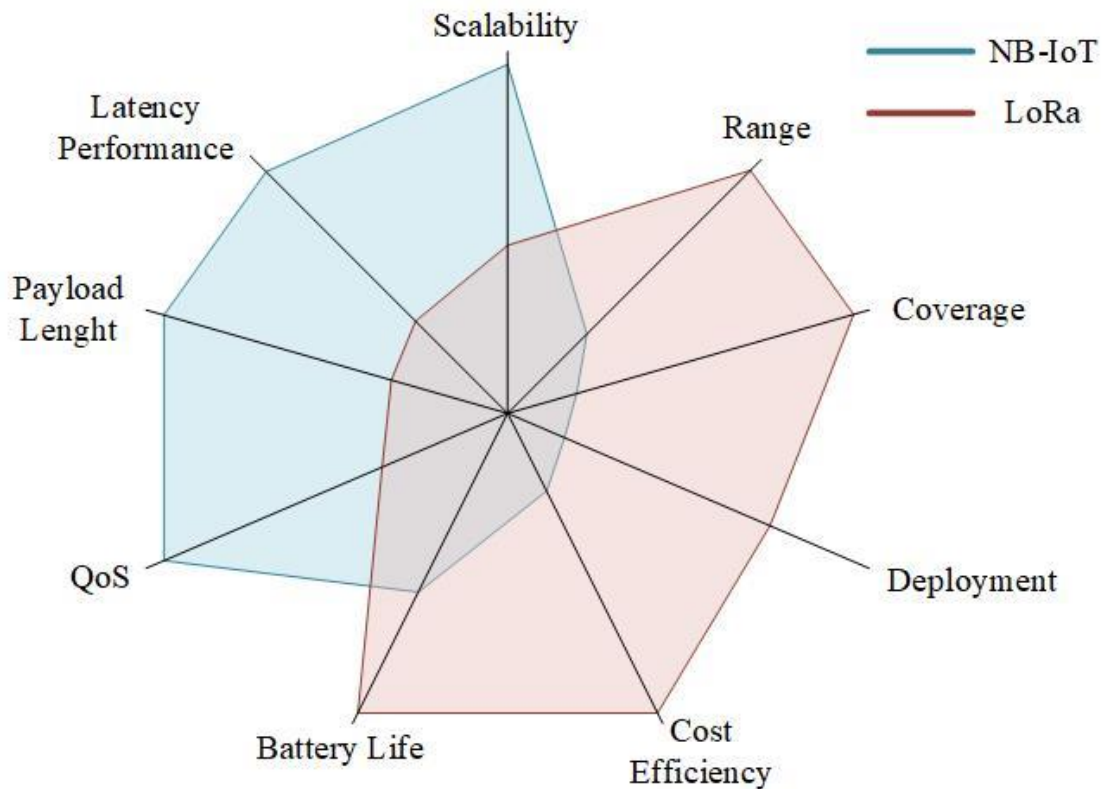 Scalability
NB-IoT
LoRa
Latency
Performance
Range
Payload
Lenght
Coverage
QoS
Deployment
Battery Life
Cost
Efficiency